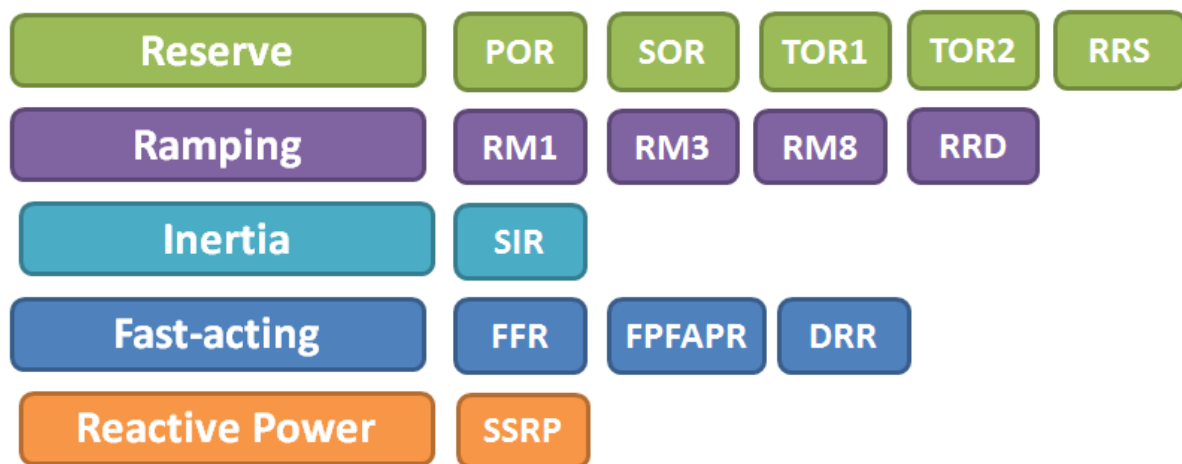 Reserve POR SOR TOR1 TOR2 RRS
Ramping RM1 RM3 RM8 RRD
Inertia SIR
Fast-acting FFR FPFAPR DRR
Reactive Power SSRP